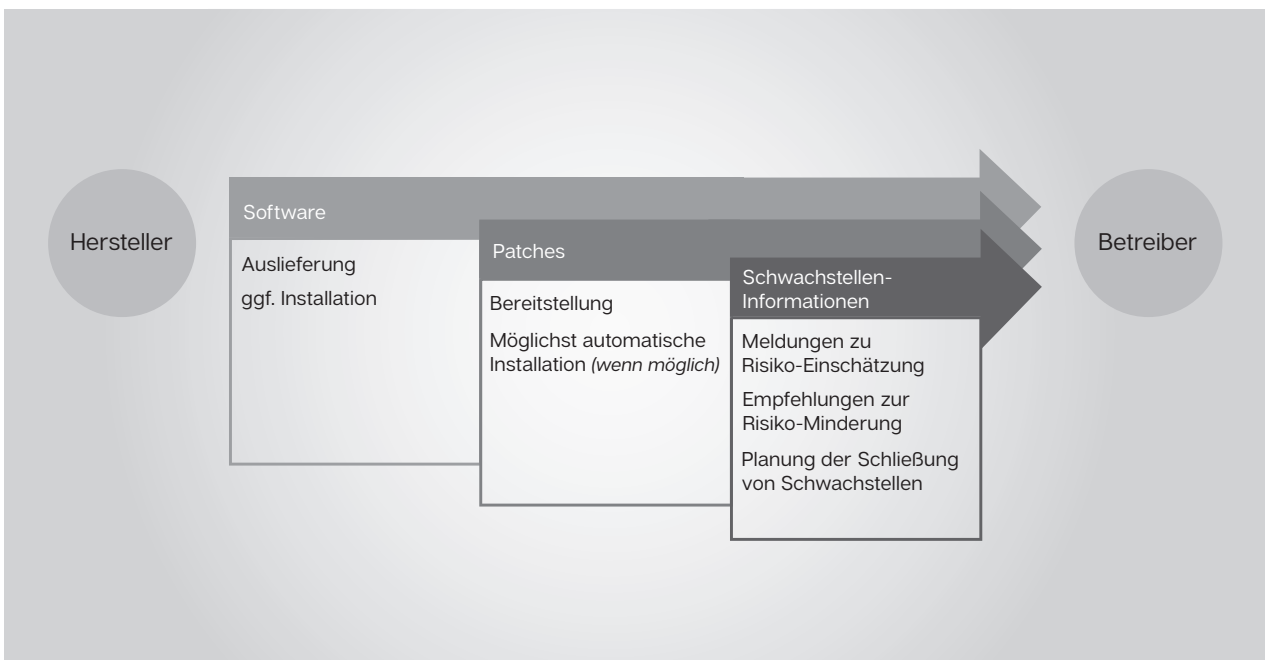 Hersteller
Software
Auslieferung
ggf. Installation
Patches
Bereitstellung
Möglichst automatische
Installation (wenn möglich)
Schwachstellen-
Informationen
Meldungen zu
Risiko-Einschätzung
Empfehlungen zur
Risiko-Minderung
Planung der Schließung
von Schwachstellen
Betreiber